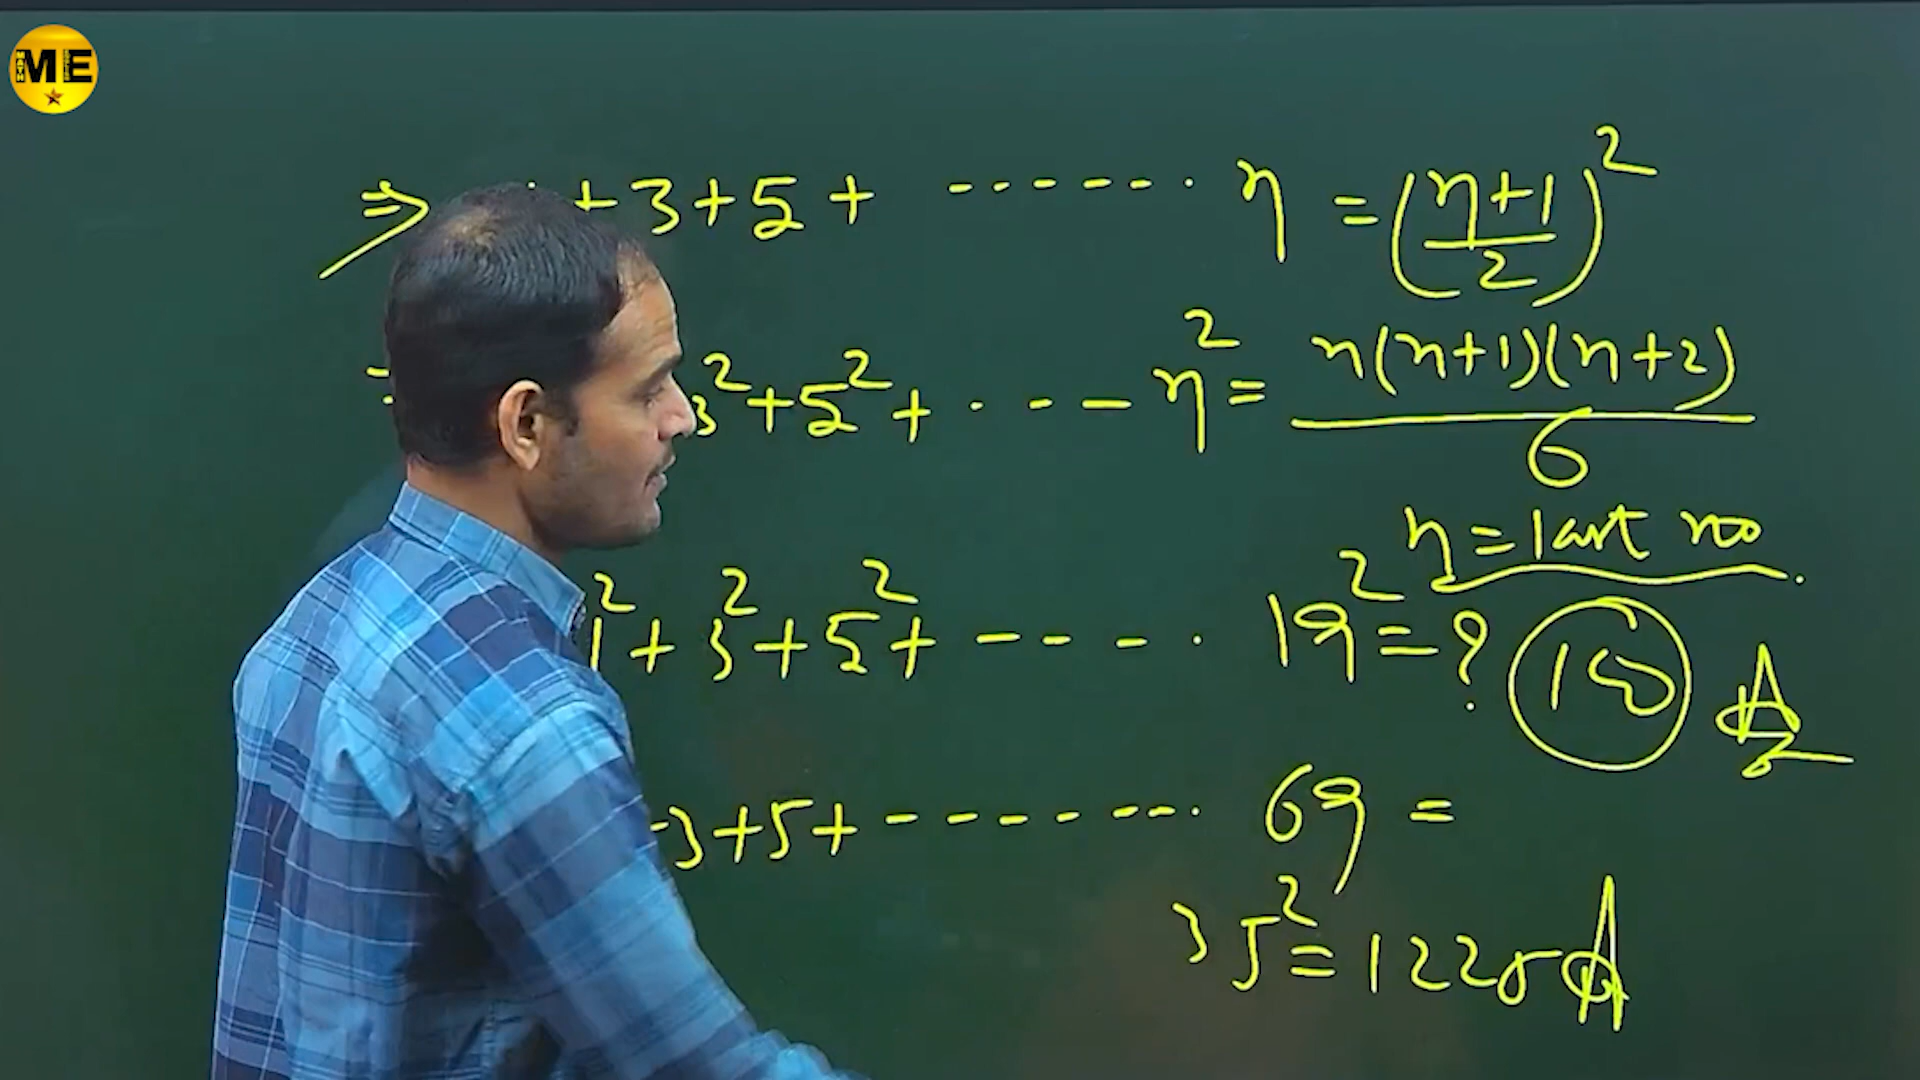 ME
⇒ + 3 + 5 + ------- n = ((n+1)/2)²
3² + 5² + ---- n² = n(n+1)(n+2)/6
n = last no
1² + 3² + 5² + ---- 19² = ?
3 + 5 + ------- 69 =
35² = 1225 A